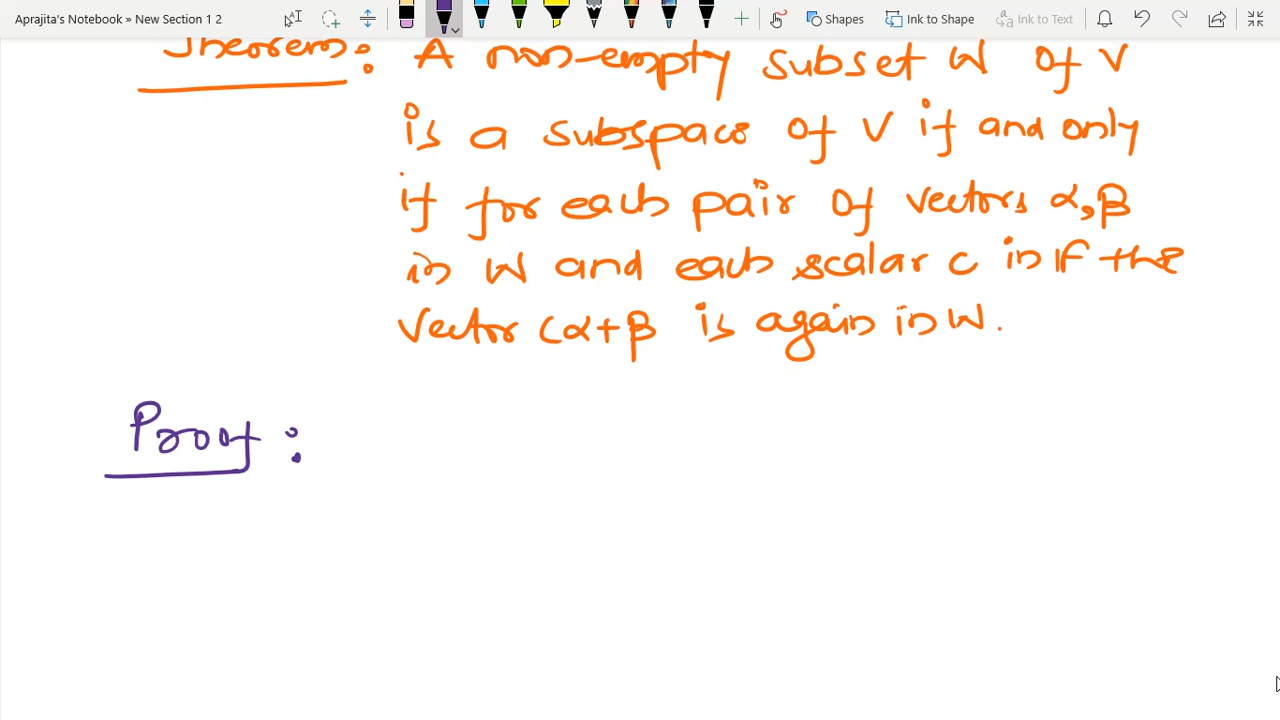 Aprajita's Notebook » New Section 1 2
Shapes
Ink to Shape
Ink to Text
Theorem: A non-empty subset W of V
is a subspace of V if and only
if for each pair of vectors α,β
in W and each scalar c in F the
vector cα+β is again in W.
Proof: